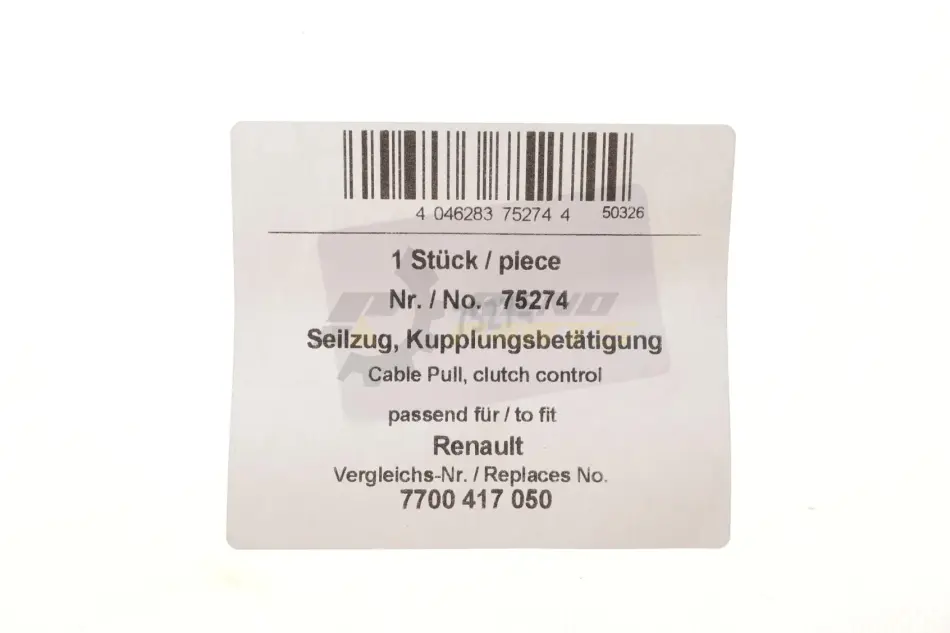 4 046283 75274 4 50326
1 Stück / piece
Nr. / No. 75274
Seilzug, Kupplungsbetätigung
Cable Pull, clutch control
passend für / to fit
Renault
Vergleichs-Nr. / Replaces No.
7700 417 050